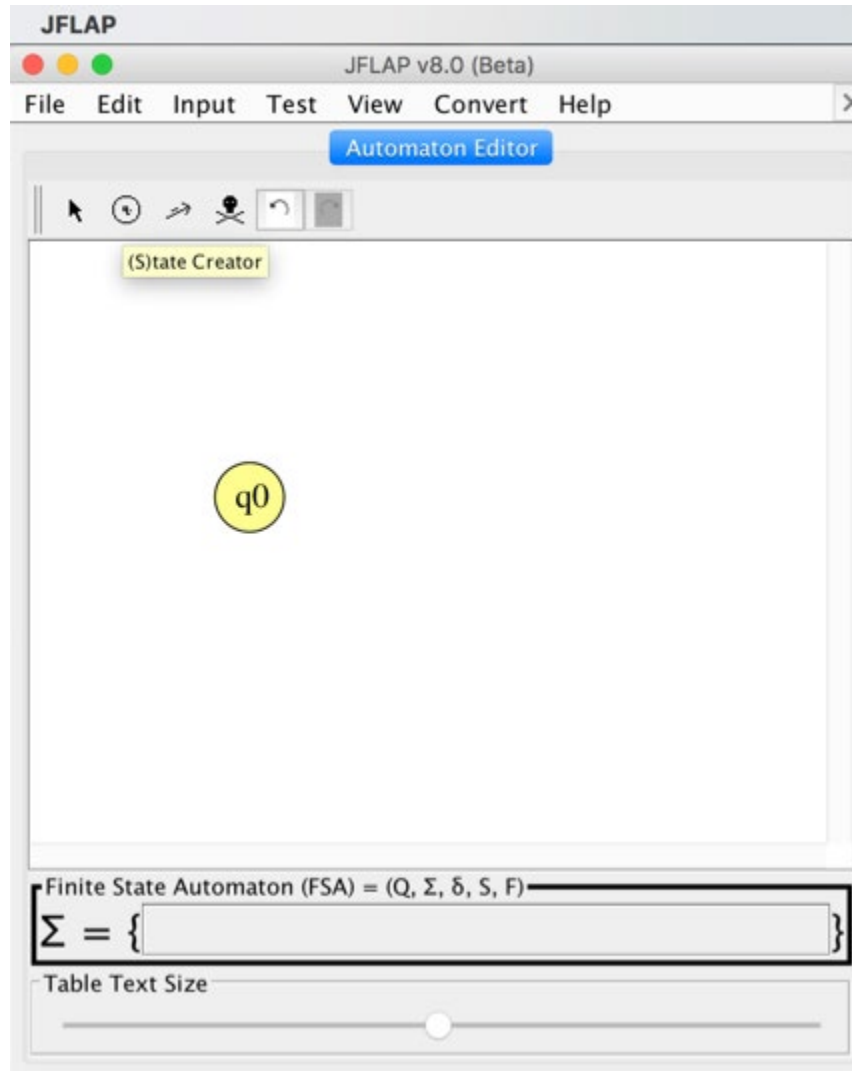 JFLAP
JFLAP v8.0 (Beta)
File Edit Input Test View Convert Help
Automaton Editor
(S)tate Creator
q0
Finite State Automaton (FSA) = (Q, Σ, δ, S, F)
Σ = { }
Table Text Size